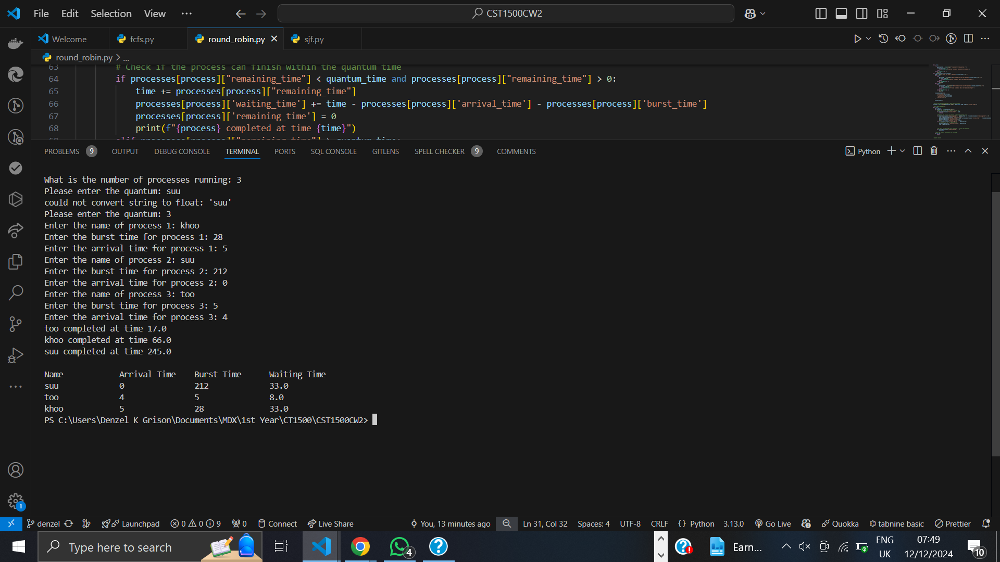 File Edit Selection View ··· CST1500CW2
Welcome fcfs.py round_robin.py sjf.py
round_robin.py > ...
63 # Check if the process can finish within the quantum time
64 if processes[process]["remaining_time"] < quantum_time and processes[process]["remaining_time"] > 0:
65 time += processes[process]["remaining_time"]
66 processes[process]['waiting_time'] += time - processes[process]['arrival_time'] - processes[process]['burst_time']
67 processes[process]['remaining_time'] = 0
68 print(f"{process} completed at time {time}")
PROBLEMS 9 OUTPUT DEBUG CONSOLE TERMINAL PORTS SQL CONSOLE GITLENS SPELL CHECKER 9 COMMENTS Python
What is the number of processes running: 3
Please enter the quantum: suu
could not convert string to float: 'suu'
Please enter the quantum: 3
Enter the name of process 1: khoo
Enter the burst time for process 1: 28
Enter the arrival time for process 1: 5
Enter the name of process 2: suu
Enter the burst time for process 2: 212
Enter the arrival time for process 2: 0
Enter the name of process 3: too
Enter the burst time for process 3: 5
Enter the arrival time for process 3: 4
too completed at time 17.0
khoo completed at time 66.0
suu completed at time 245.0
Name Arrival Time Burst Time Waiting Time
suu 0 212 33.0
too 4 5 8.0
khoo 5 28 33.0
PS C:\Users\Denzel K Grison\Documents\MDX\1st Year\CT1500\CST1500CW2>
1
denzel Launchpad 0 0 9 0 Connect Live Share You, 13 minutes ago Ln 31, Col 32 Spaces: 4 UTF-8 CRLF {} Python 3.13.0 Go Live Quokka tabnine basic Prettier
Type here to search 4 Earn... ENG 07:49
UK 12/12/2024 10